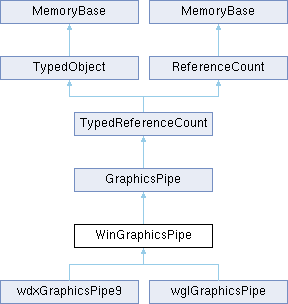 MemoryBase MemoryBase
TypedObject ReferenceCount
TypedReferenceCount
GraphicsPipe
WinGraphicsPipe
wdxGraphicsPipe9 wglGraphicsPipe